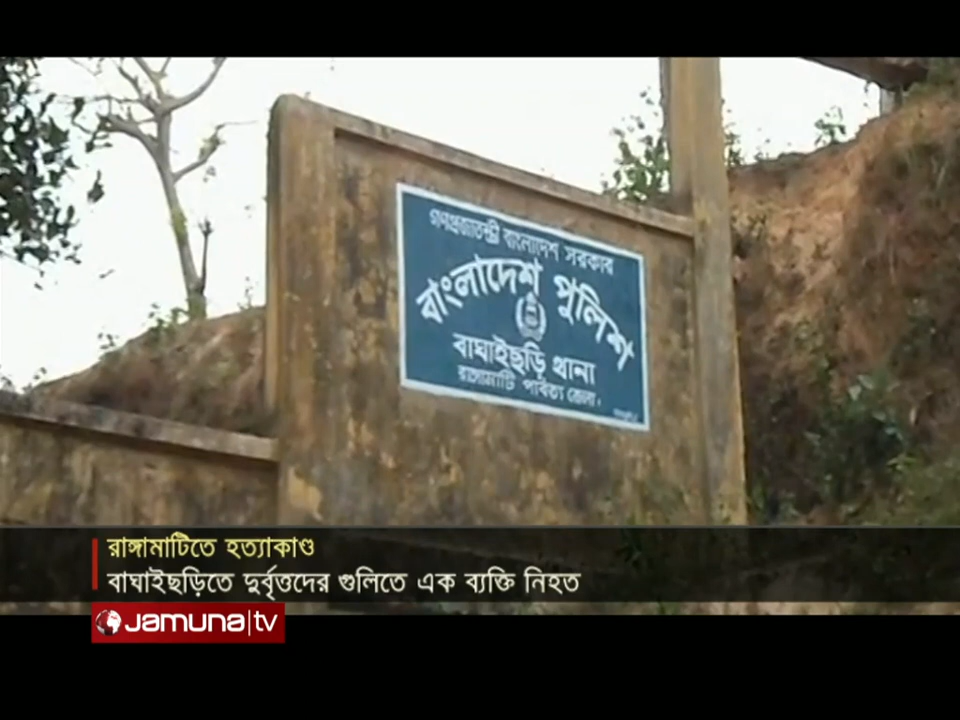 গণপ্রজাতন্ত্রী বাংলাদেশ সরকার
বাংলাদেশ পুলিশ
বাঘাইছড়ি থানা
রাঙ্গামাটি পার্বত্য জেলা।
রাঙ্গামাটিতে হত্যাকাণ্ড
বাঘাইছড়িতে দুর্বৃত্তদের গুলিতে এক ব্যক্তি নিহত
JAMUNA|tv